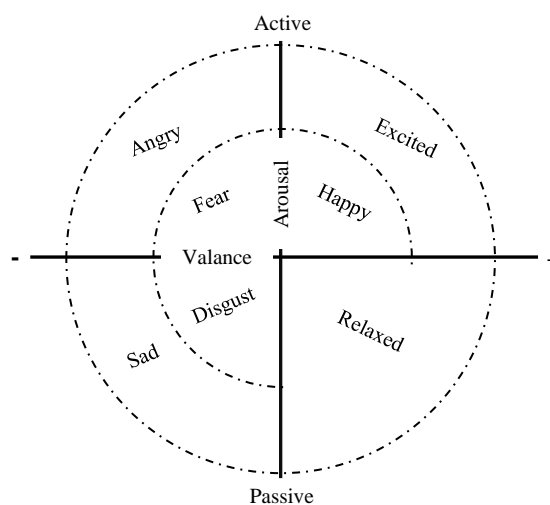 Active
Angry
Excited
Fear
Arousal
Happy
-
Valance
Disgust
Relaxed
Sad
Passive